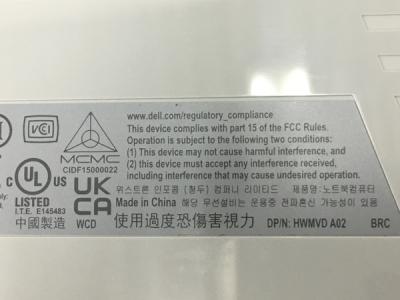 www.dell.com/regulatory_compliance
This device complies with part 15 of the FCC Rules.
Operation is subject to the following two conditions:
(1) This device may not cause harmful interference, and
(2) this device must accept any interference received,
including interference that may cause undesired operation.
VCCI
MCMC
CIDF15000022
UL US
LISTED
I.T.E. E145483
UK
CA
위스트론 인포콤 (청두) 컴퍼니 리미티드 제품명:노트북컴퓨터
Made in China 해당 무선설비는 운용중 전파혼신 가능성이
中國製造 WCD 使用過度恐傷害視力 DP/N: HWMVD A02 BRC